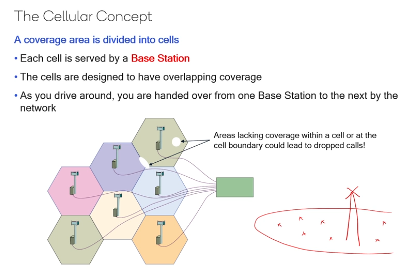 The Cellular Concept
A coverage area is divided into cells
• Each cell is served by a Base Station
• The cells are designed to have overlapping coverage
• As you drive around, you are handed over from one Base Station to the next by the
network
Areas lacking coverage within a cell or at the
cell boundary could lead to dropped calls!